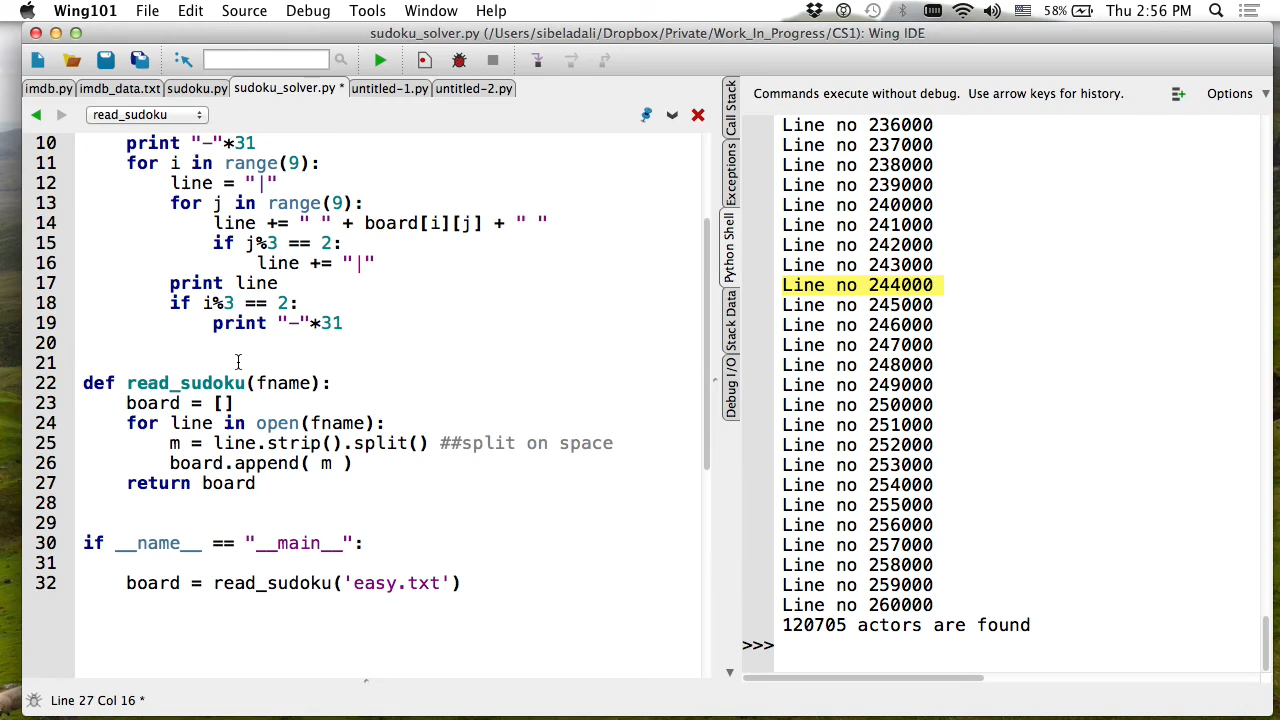 Wing101 File Edit Source Debug Tools Window Help 58% Thu 2:56 PM
sudoku_solver.py (/Users/sibeladali/Dropbox/Private/Work_In_Progress/CS1): Wing IDE
imdb.py imdb_data.txt sudoku.py sudoku_solver.py * untitled-1.py untitled-2.py
read_sudoku
10 print "-"*31
11 for i in range(9):
12 line = "|"
13 for j in range(9):
14 line += " " + board[i][j] + " "
15 if j%3 == 2:
16 line += "|"
17 print line
18 if i%3 == 2:
19 print "-"*31
20
21
22 def read_sudoku(fname):
23 board = []
24 for line in open(fname):
25 m = line.strip().split() ##split on space
26 board.append( m )
27 return board
28
29
30 if __name__ == "__main__":
31
32 board = read_sudoku('easy.txt')
Line 27 Col 16 *
Call Stack
Exceptions
Python Shell
Stack Data
Debug I/O
Commands execute without debug. Use arrow keys for history. Options
Line no 236000
Line no 237000
Line no 238000
Line no 239000
Line no 240000
Line no 241000
Line no 242000
Line no 243000
Line no 244000
Line no 245000
Line no 246000
Line no 247000
Line no 248000
Line no 249000
Line no 250000
Line no 251000
Line no 252000
Line no 253000
Line no 254000
Line no 255000
Line no 256000
Line no 257000
Line no 258000
Line no 259000
Line no 260000
120705 actors are found
>>>